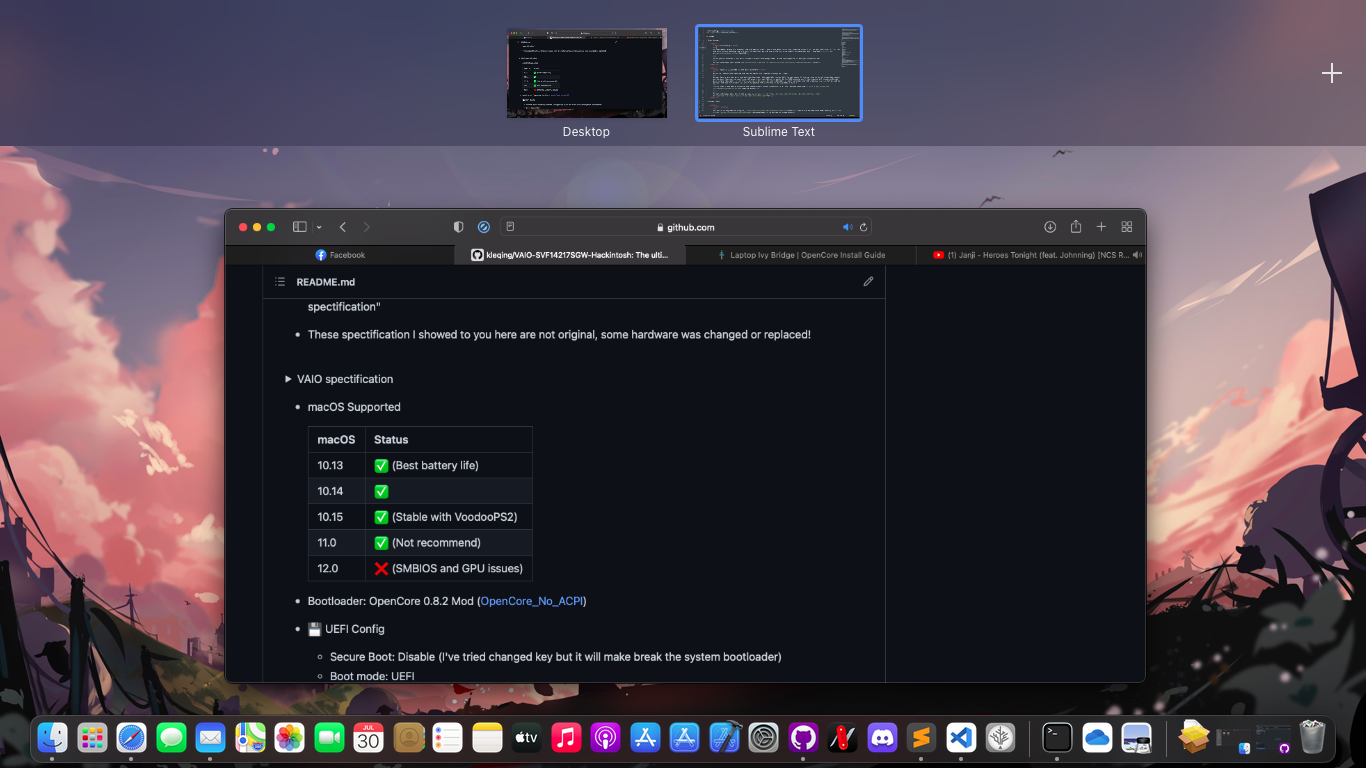 Desktop
Sublime Text
github.com
Facebook
kleqing/VAIO-SVF14217SGW-Hackintosh: The ulti...
Laptop Ivy Bridge | OpenCore Install Guide
(1) Janji - Heroes Tonight (feat. Johnning) [NCS R...
README.md
spectification"
These spectification I showed to you here are not original, some hardware was changed or replaced!
VAIO spectification
macOS Supported
macOS Status
10.13 ✅ (Best battery life)
10.14 ✅
10.15 ✅ (Stable with VoodooPS2)
11.0 ✅ (Not recommend)
12.0 ❌ (SMBIOS and GPU issues)
Bootloader: OpenCore 0.8.2 Mod (OpenCore_No_ACPI)
💾 UEFI Config
Secure Boot: Disable (I've tried changed key but it will make break the system bootloader)
Boot mode: UEFI
JUL
30
tv